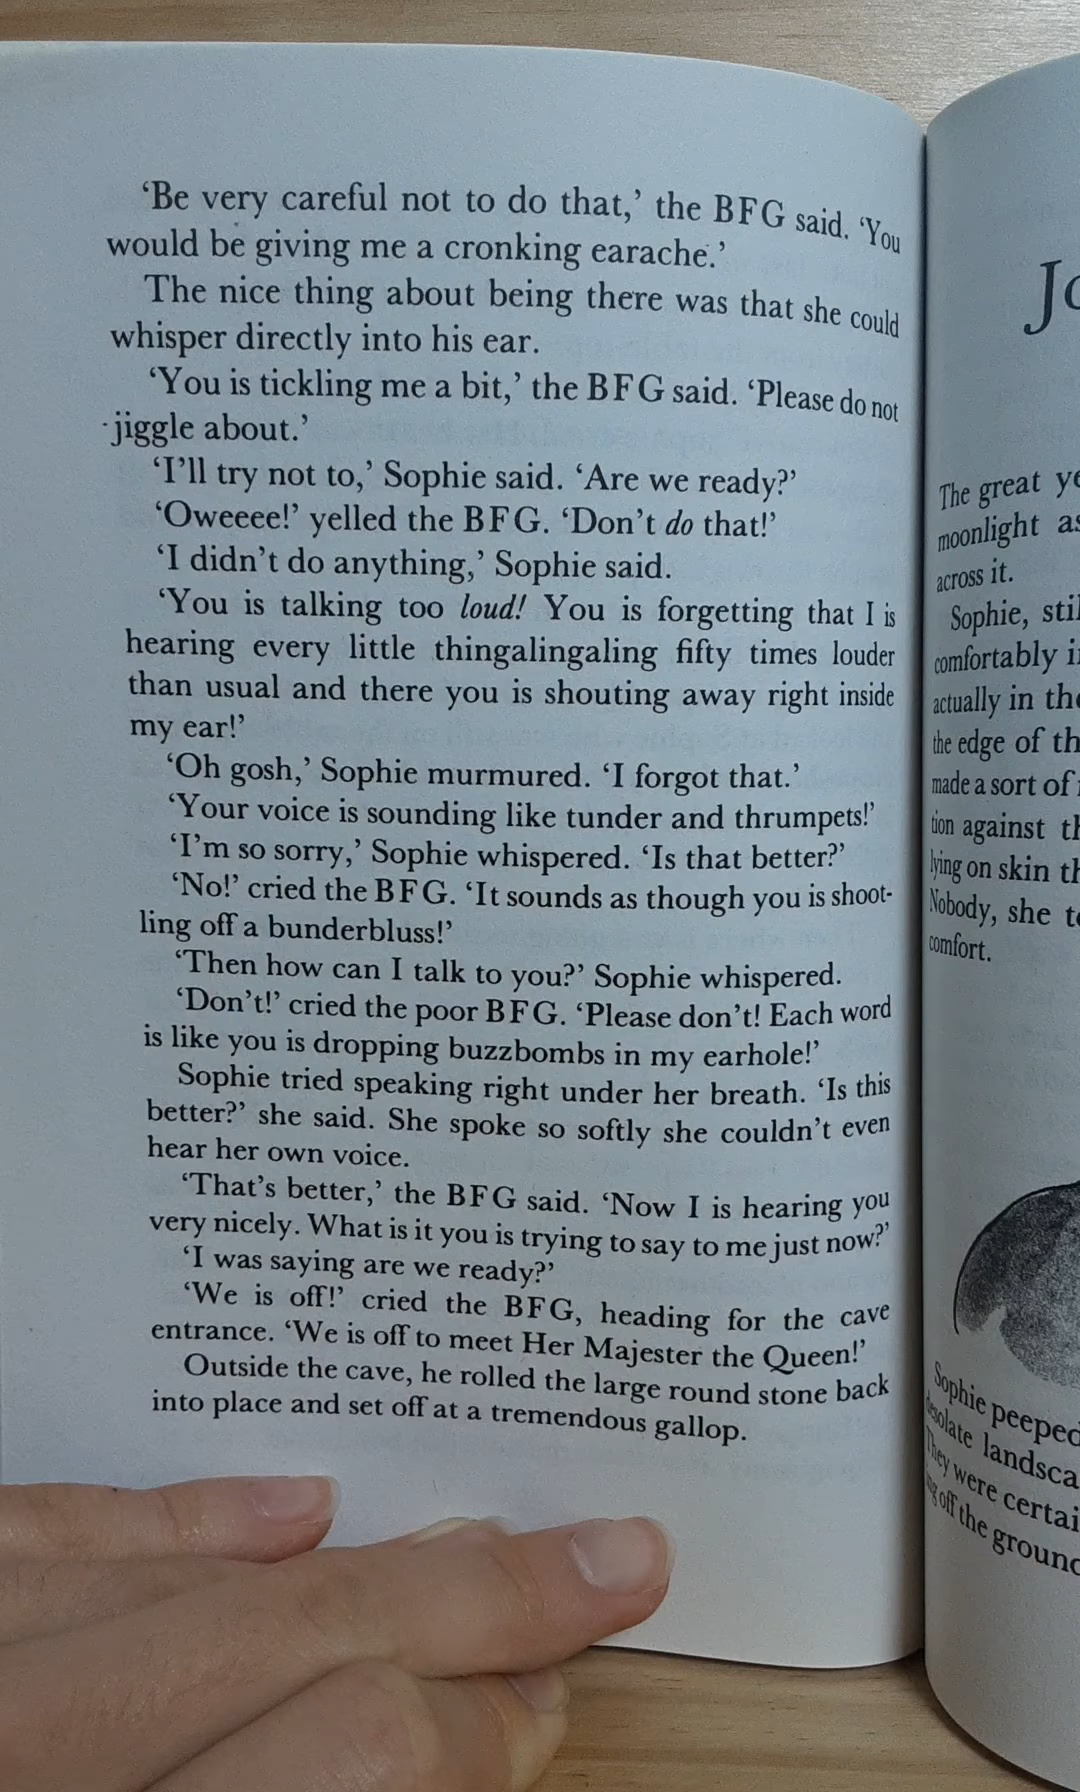 ‘Be very careful not to do that,’ the BFG said. ‘You
would be giving me a cronking earache.’
The nice thing about being there was that she could
whisper directly into his ear.
‘You is tickling me a bit,’ the BFG said. ‘Please do not
jiggle about.’
‘I’ll try not to,’ Sophie said. ‘Are we ready?’
‘Oweeee!’ yelled the BFG. ‘Don’t do that!’
‘I didn’t do anything,’ Sophie said.
‘You is talking too loud! You is forgetting that I is
hearing every little thingalingaling fifty times louder
than usual and there you is shouting away right inside
my ear!’
‘Oh gosh,’ Sophie murmured. ‘I forgot that.’
‘Your voice is sounding like tunder and thrumpets!’
‘I’m so sorry,’ Sophie whispered. ‘Is that better?’
‘No!’ cried the BFG. ‘It sounds as though you is shoot-
ling off a bunderbluss!’
‘Then how can I talk to you?’ Sophie whispered.
‘Don’t!’ cried the poor BFG. ‘Please don’t! Each word
is like you is dropping buzzbombs in my earhole!’
Sophie tried speaking right under her breath. ‘Is this
better?’ she said. She spoke so softly she couldn’t even
hear her own voice.
‘That’s better,’ the BFG said. ‘Now I is hearing you
very nicely. What is it you is trying to say to me just now?’
‘I was saying are we ready?’
‘We is off!’ cried the BFG, heading for the cave
entrance. ‘We is off to meet Her Majester the Queen!’
Outside the cave, he rolled the large round stone back
into place and set off at a tremendous gallop.
The great
moonlight
across it.
Sophie,
comfortably
actually in
the edge of
made a sort of
tion against
lying on skin
Nobody, she
comfort.
Sophie peeped
desolate
They were
ing off the